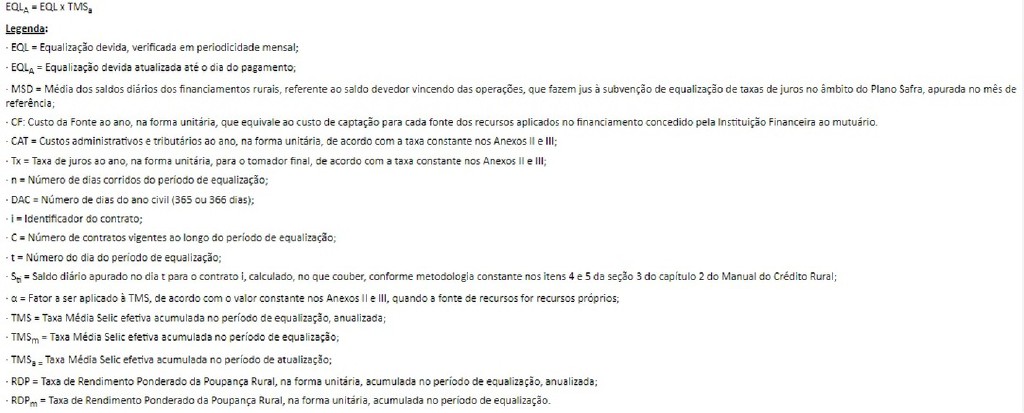 EQLA = EQL x TMSa
Legenda:
· EQL = Equalização devida, verificada em periodicidade mensal;
· EQLA = Equalização devida atualizada até o dia do pagamento;
· MSD = Média dos saldos diários dos financiamentos rurais, referente ao saldo devedor vincendo das operações, que fazem jus à subvenção de equalização de taxas de juros no âmbito do Plano Safra, apurada no mês de
referência;
· CF: Custo da Fonte ao ano, na forma unitária, que equivale ao custo de captação para cada fonte dos recursos aplicados no financiamento concedido pela Instituição Financeira ao mutuário.
· CAT = Custos administrativos e tributários ao ano, na forma unitária, de acordo com a taxa constante nos Anexos II e III;
· Tx = Taxa de juros ao ano, na forma unitária, para o tomador final, de acordo com a taxa constante nos Anexos II e III;
· n = Número de dias corridos do período de equalização;
· DAC = Número de dias do ano civil (365 ou 366 dias);
· i = Identificador do contrato;
· C = Número de contratos vigentes ao longo do período de equalização;
· t = Número do dia do período de equalização;
· Sti = Saldo diário apurado no dia t para o contrato i, calculado, no que couber, conforme metodologia constante nos itens 4 e 5 da seção 3 do capítulo 2 do Manual do Crédito Rural;
· α = Fator a ser aplicado à TMS, de acordo com o valor constante nos Anexos II e III, quando a fonte de recursos for recursos próprios;
· TMS = Taxa Média Selic efetiva acumulada no período de equalização, anualizada;
· TMSm = Taxa Média Selic efetiva acumulada no período de equalização;
· TMSa = Taxa Média Selic efetiva acumulada no período de atualização;
· RDP = Taxa de Rendimento Ponderado da Poupança Rural, na forma unitária, acumulada no período de equalização, anualizada;
· RDPm = Taxa de Rendimento Ponderado da Poupança Rural, na forma unitária, acumulada no período de equalização.